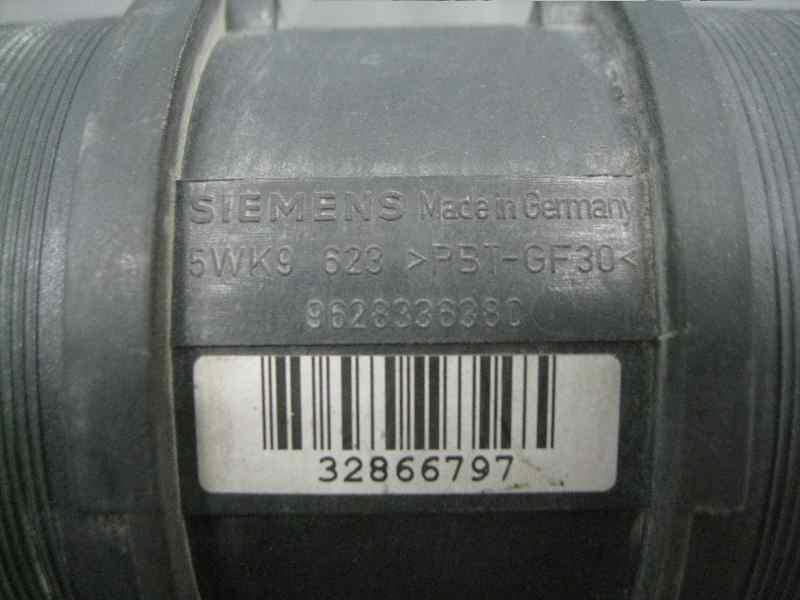 SIEMENS Made in Germany
5WK9 623 >PBT-GF30<
9628336380
32866797